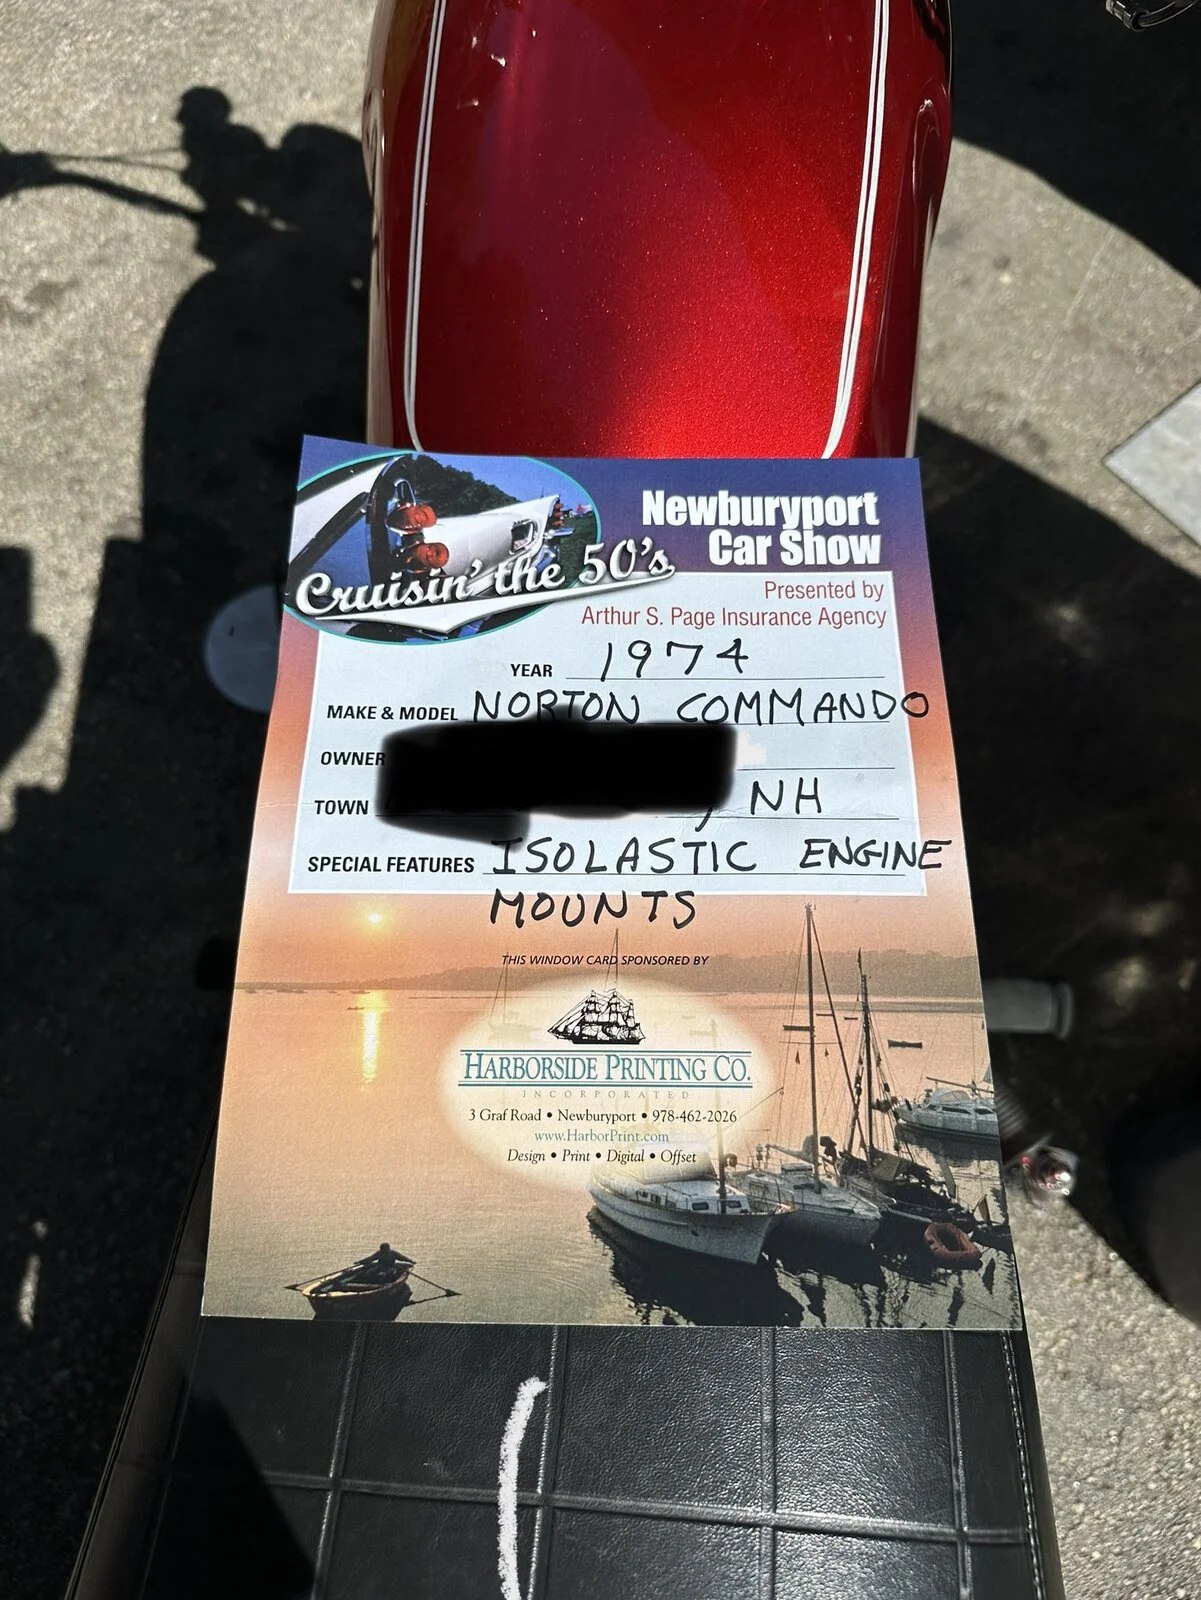 Cruisin' the 50's
Newburyport
Car Show
Presented by
Arthur S. Page Insurance Agency
YEAR 1974
MAKE & MODEL NORTON COMMANDO
OWNER
TOWN , NH
SPECIAL FEATURES ISOLASTIC ENGINE
MOUNTS
THIS WINDOW CARD SPONSORED BY
HARBORSIDE PRINTING CO.
INCORPORATED
3 Graf Road • Newburyport • 978-462-2026
www.HarborPrint.com
Design • Print • Digital • Offset